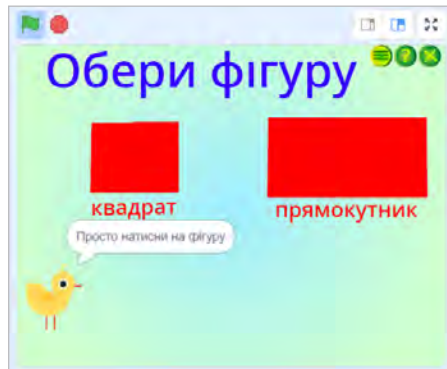 Обери фігуру
квадрат
прямокутник
Просто натисни на фігуру